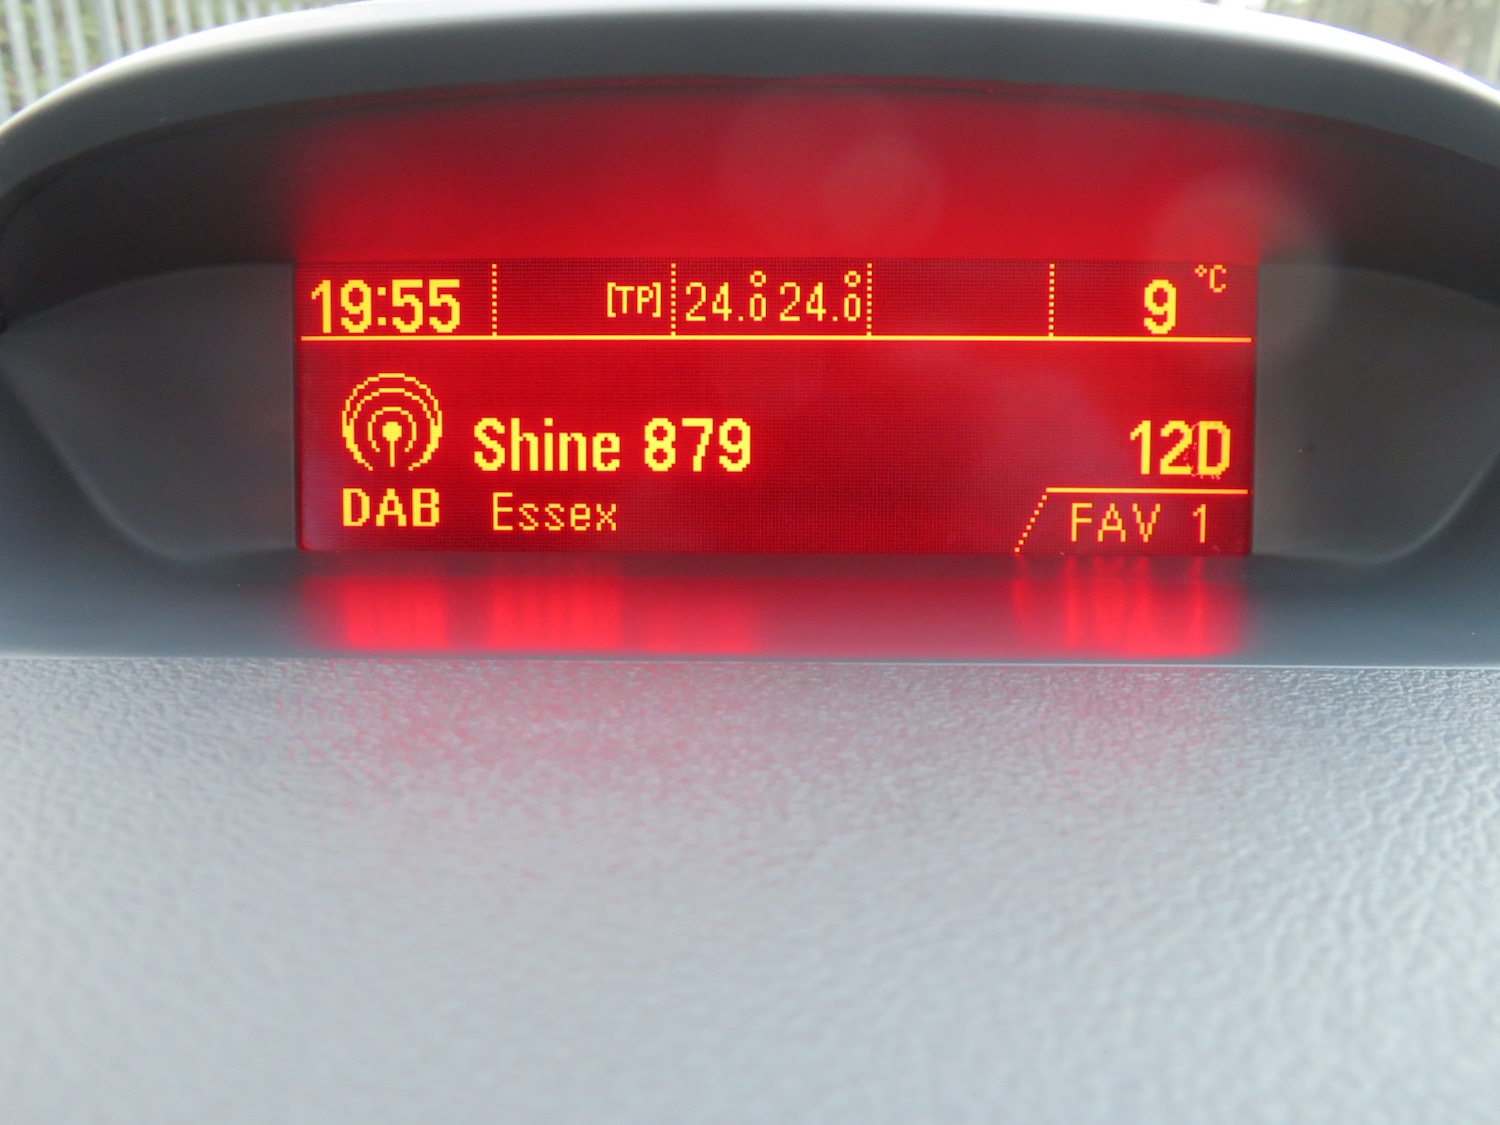 19:55 [TP] 24.0° 24.0° 9 °C
Shine 879 12D
DAB Essex FAV 1